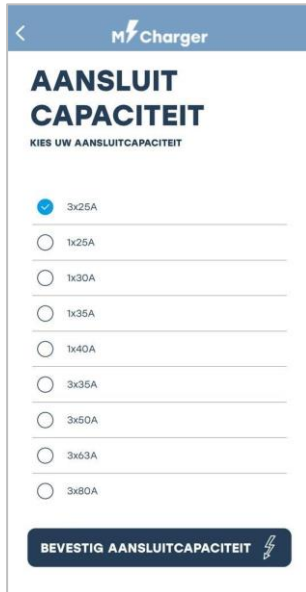 M Charger
AANSLUIT
CAPACITEIT
KIES UW AANSLUITCAPACITEIT
3x25A
1x25A
1x30A
1x35A
1x40A
3x35A
3x50A
3x63A
3x80A
BEVESTIG AANSLUITCAPACITEIT